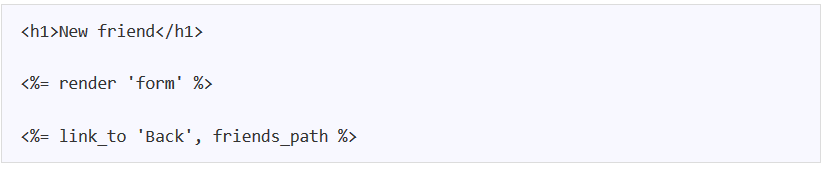 <h1>New friend</h1>
<%= render 'form' %>
<%= link_to 'Back', friends_path %>